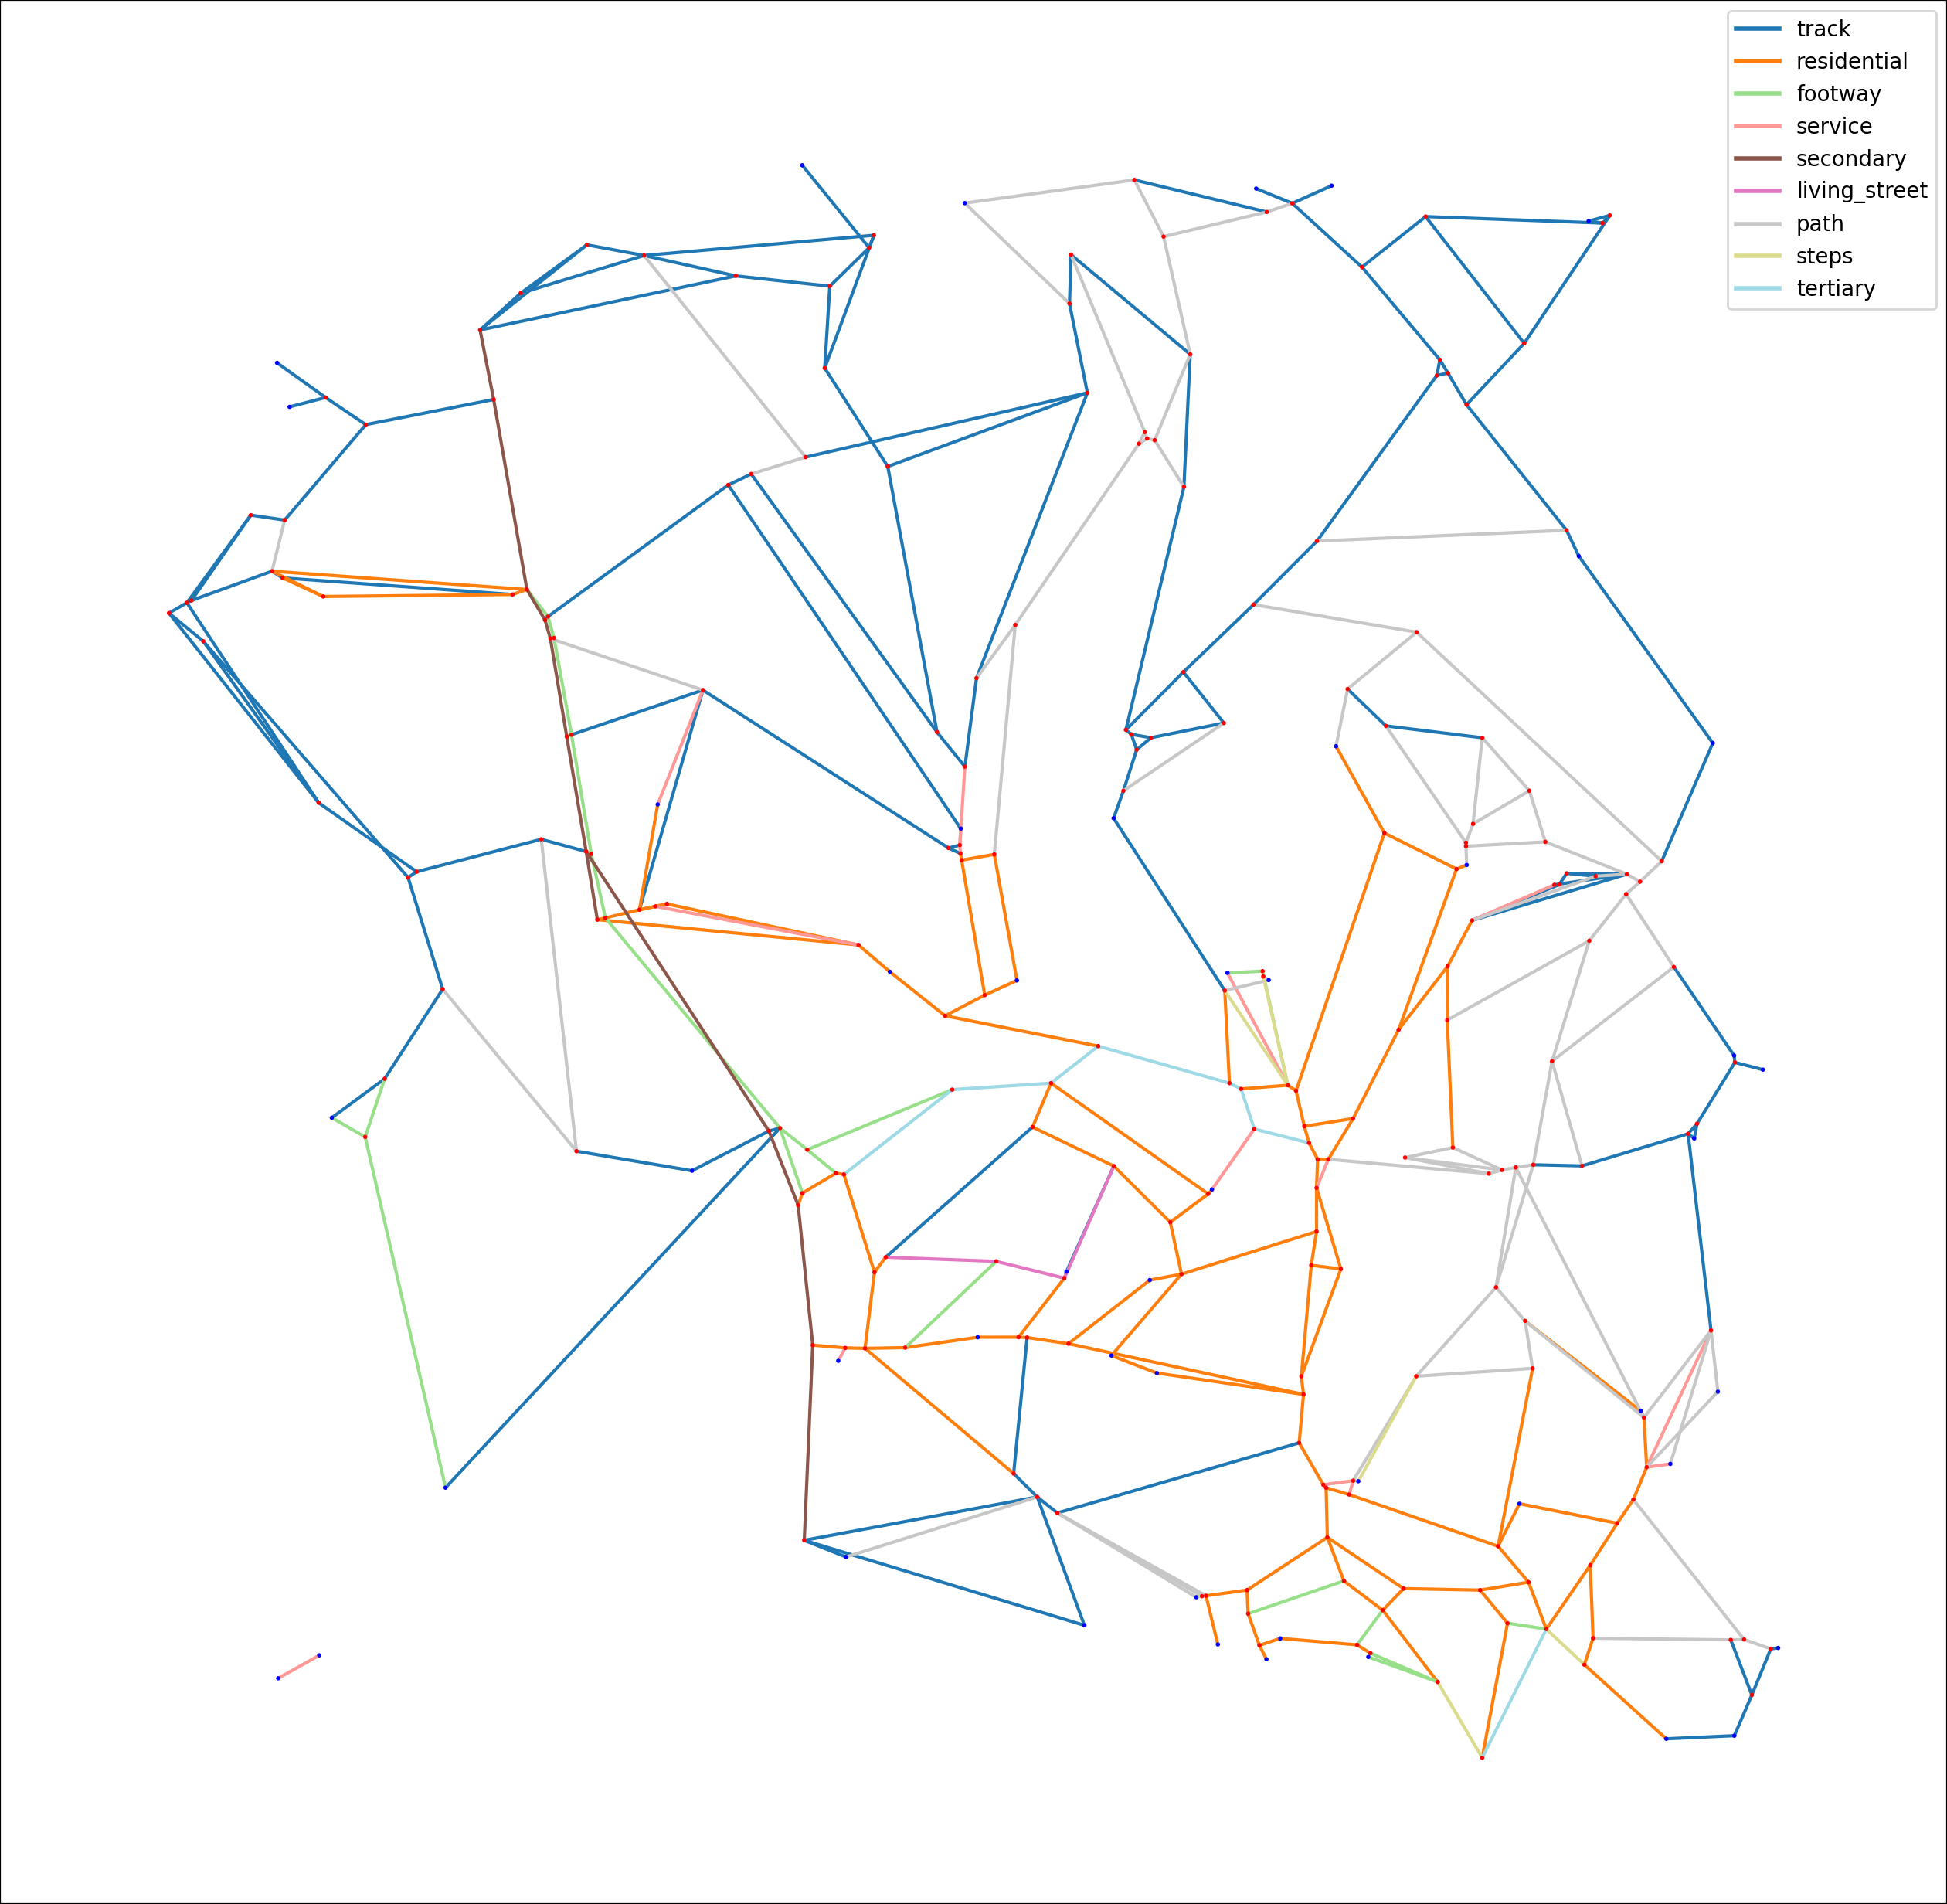 track
residential
footway
service
secondary
living_street
path
steps
tertiary